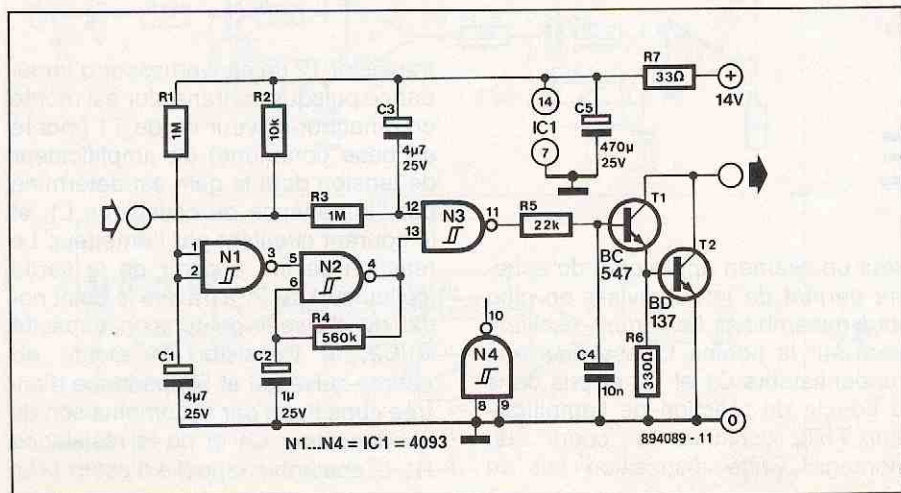 R1
1M
R2
10k
C3
4µ7
25V
14
IC1
7
C5
470µ
25V
R7
33Ω
+
14V
R3
1M
N1
1
2
3
N2
5
6
4
N3
12
13
11
R5
22k
T1
BC
547
T2
BD
137
R4
560k
C1
4µ7
25V
C2
1µ
25V
N4
10
8
9
C4
10n
R6
330Ω
0
N1...N4 = IC1 = 4093
894089 - 11